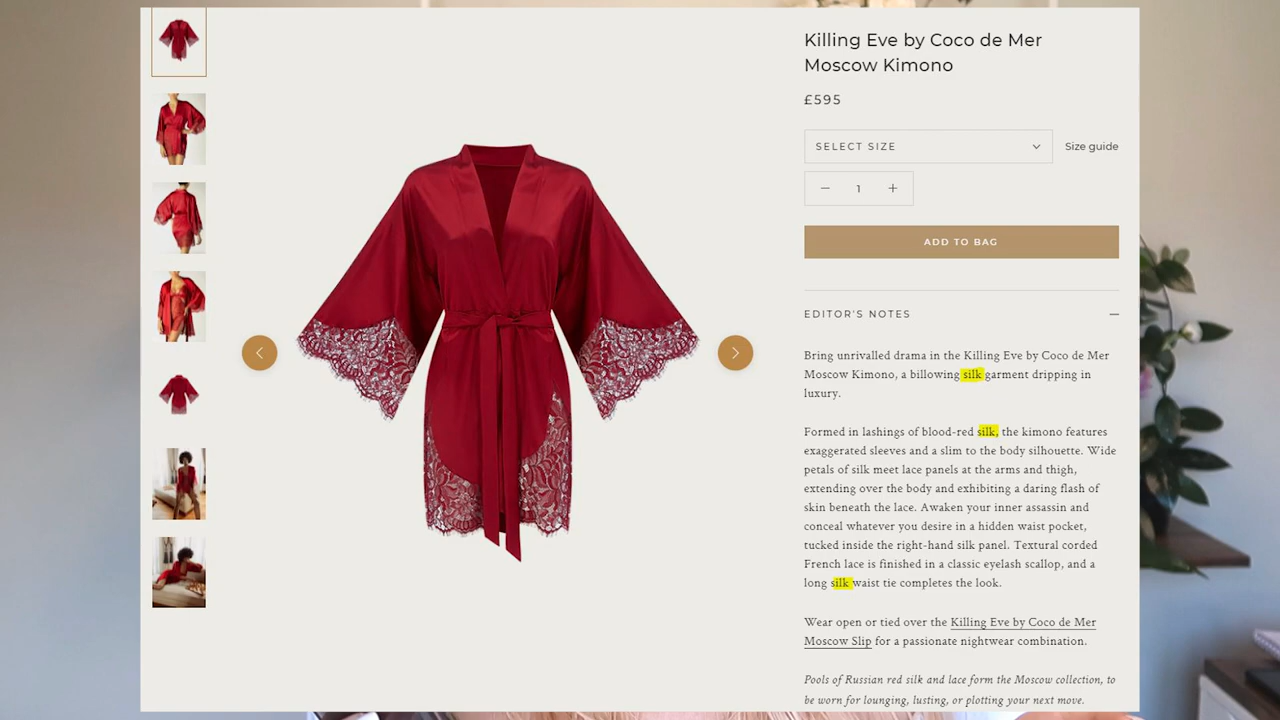 Killing Eve by Coco de Mer
Moscow Kimono
£595
SELECT SIZE
Size guide
1
ADD TO BAG
EDITOR'S NOTES
Bring unrivalled drama in the Killing Eve by Coco de Mer
Moscow Kimono, a billowing silk garment dripping in
luxury.
Formed in lashings of blood-red silk, the kimono features
exaggerated sleeves and a slim to the body silhouette. Wide
petals of silk meet lace panels at the arms and thigh,
extending over the body and exhibiting a daring flash of
skin beneath the lace. Awaken your inner assassin and
conceal whatever you desire in a hidden waist pocket,
tucked inside the right-hand silk panel. Textural corded
French lace is finished in a classic eyelash scallop, and a
long silk waist tie completes the look.
Wear open or tied over the Killing Eve by Coco de Mer
Moscow Slip for a passionate nightwear combination.
Pools of Russian red silk and lace form the Moscow collection, to
be worn for lounging, lusting, or plotting your next move.